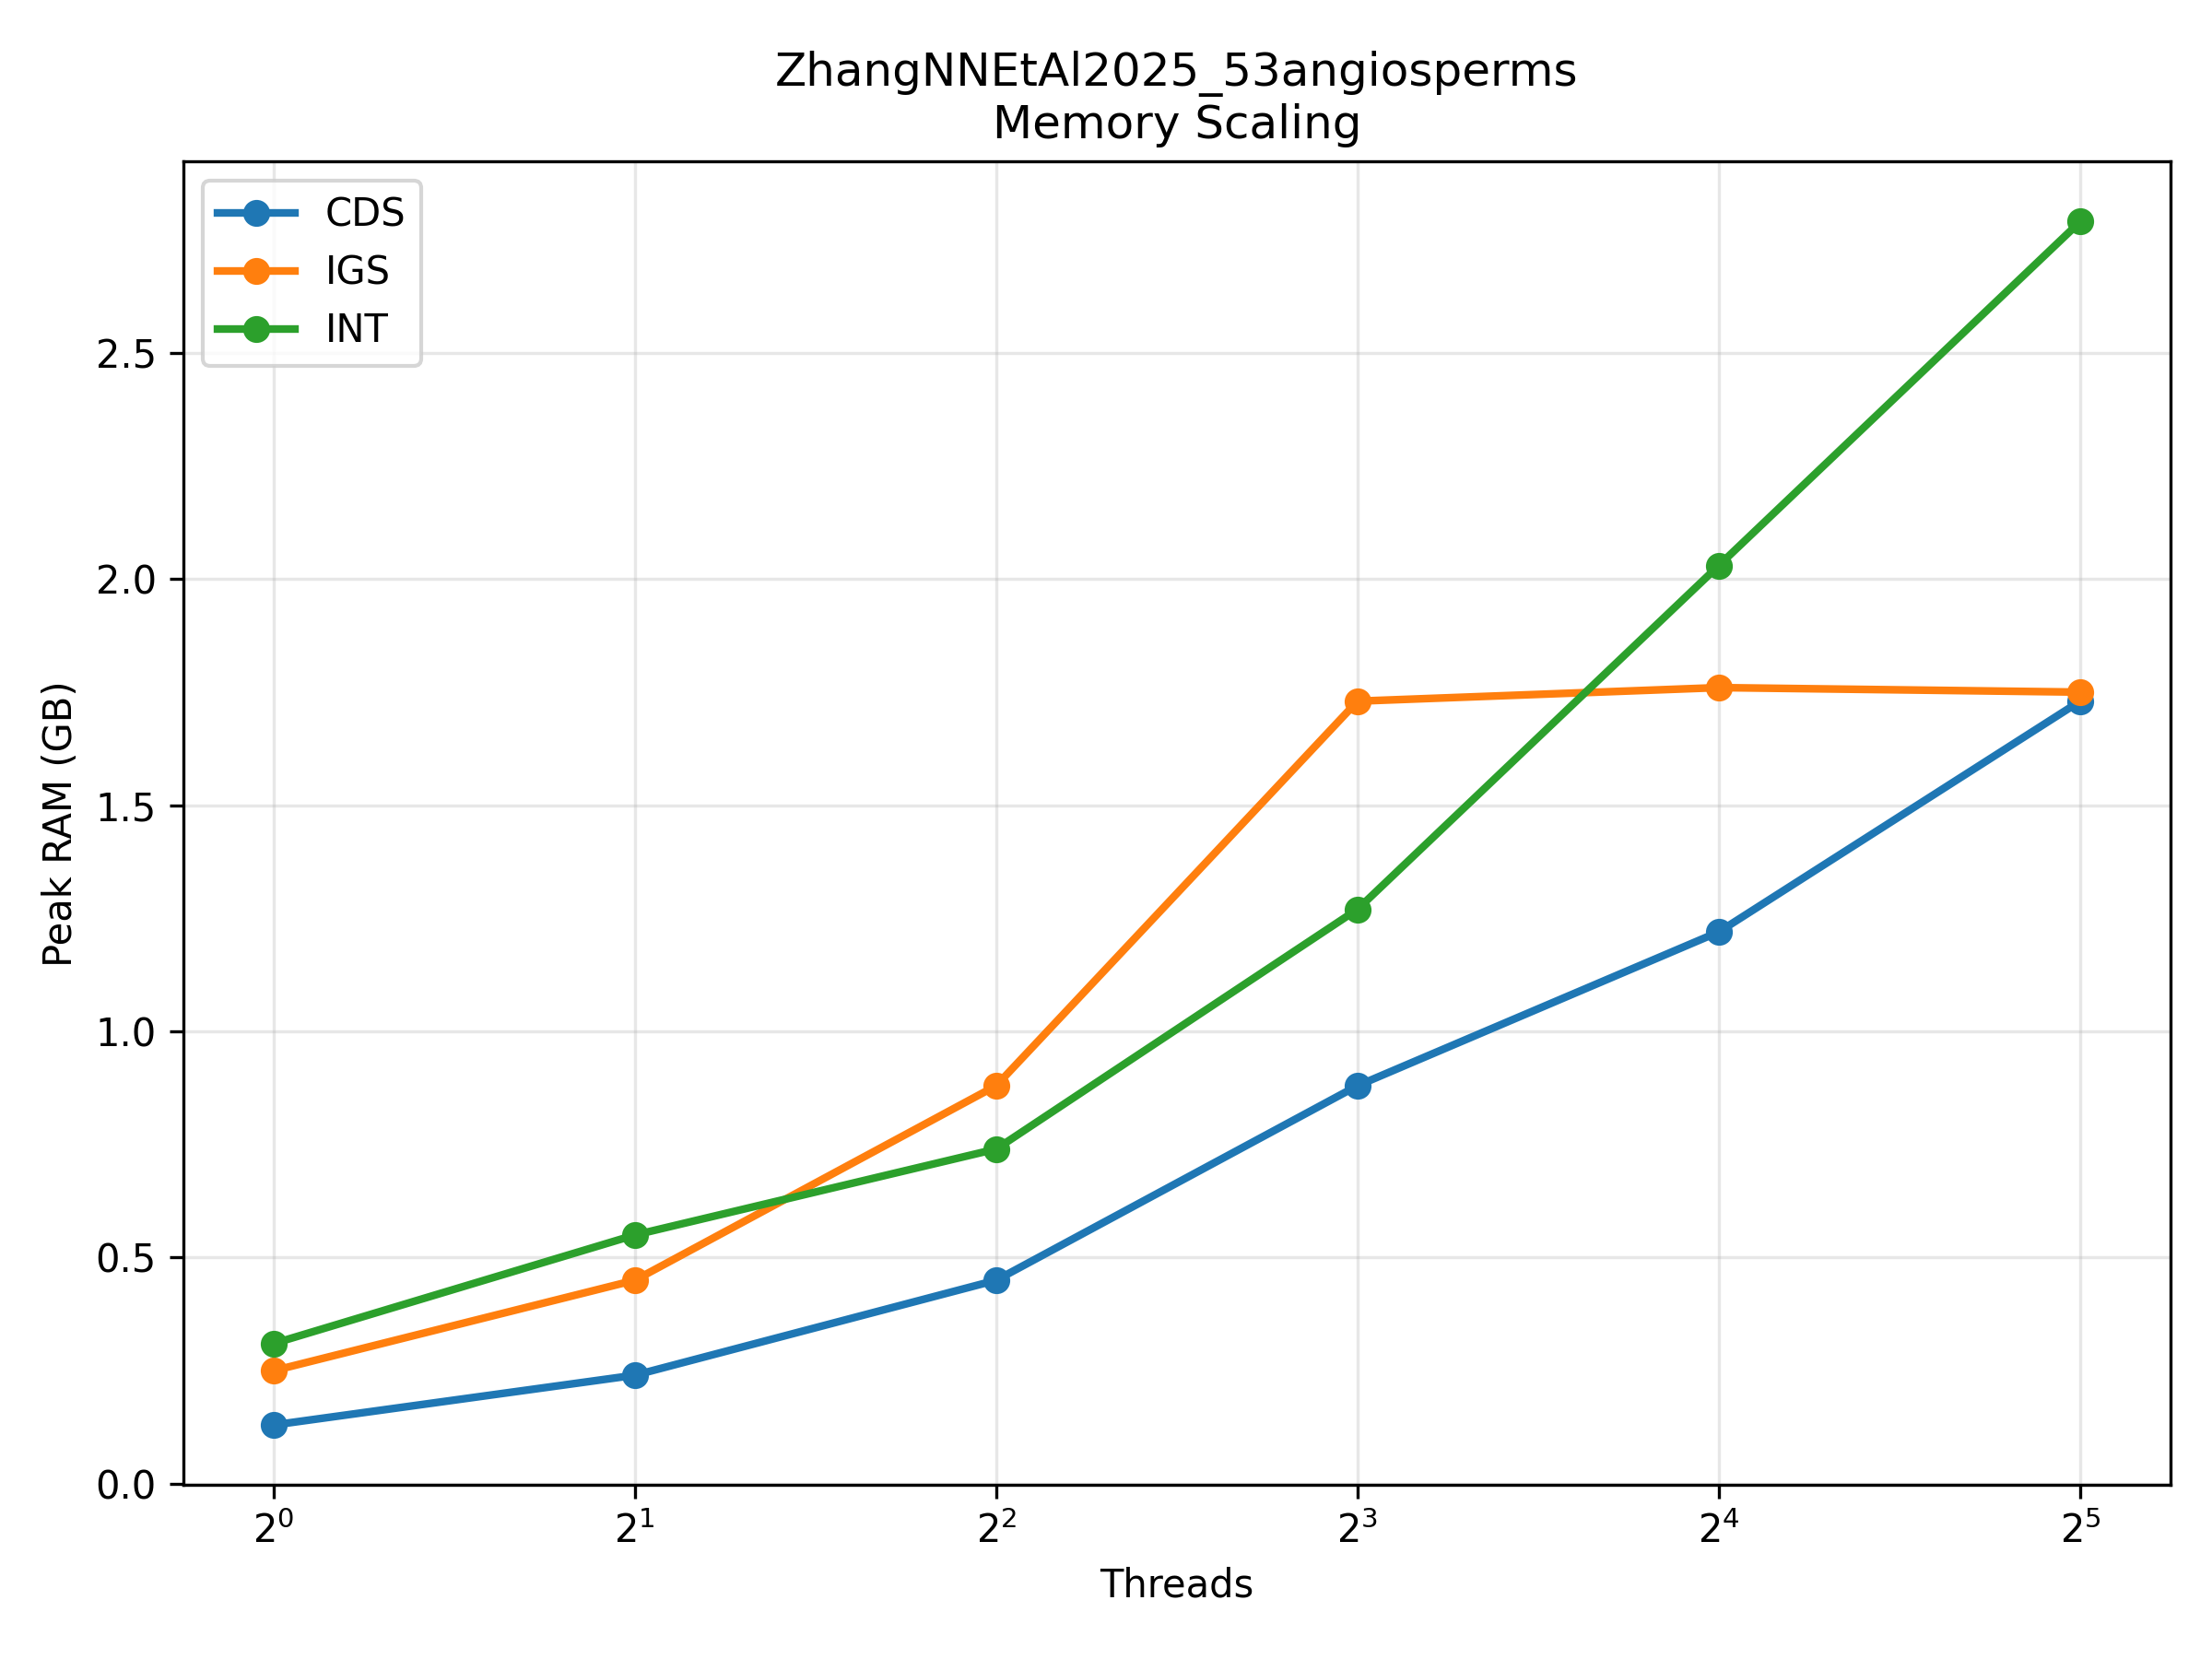 ZhangNNEtAl2025_53angiosperms
Memory Scaling
CDS
IGS
INT
2.5
2.0
1.5
1.0
0.5
0.0
Peak RAM (GB)
2⁰ 2¹ 2² 2³ 2⁴ 2⁵
Threads